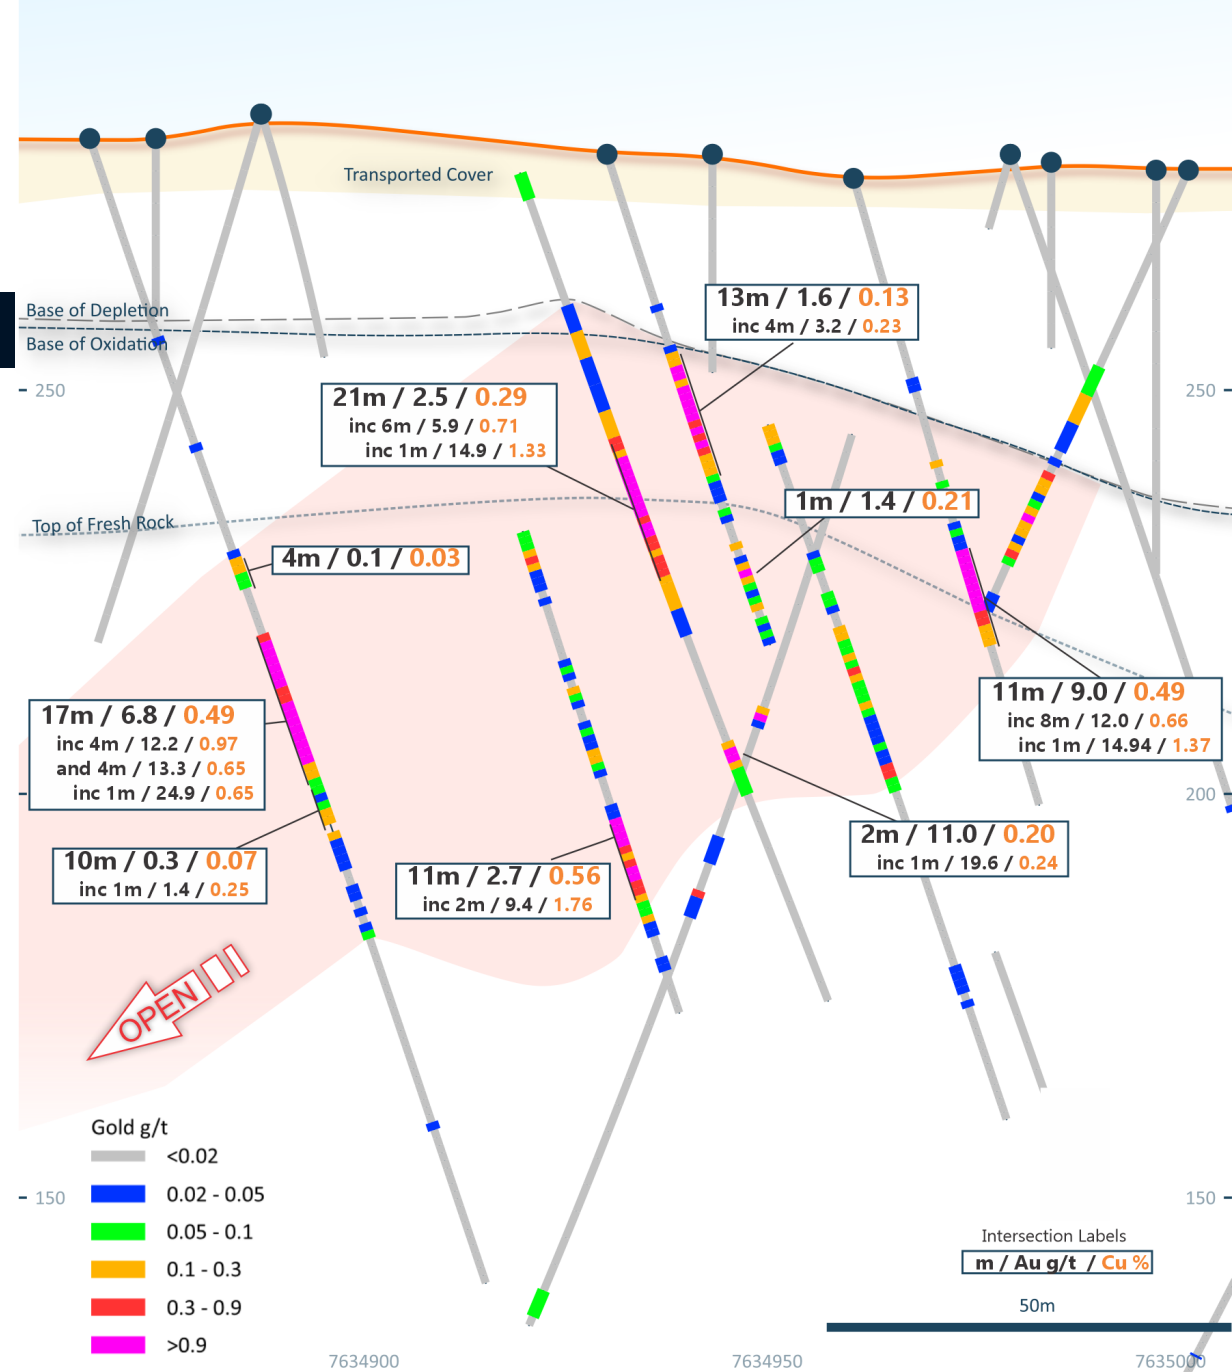 Transported Cover
Base of Depletion
Base of Oxidation
250
250
13m / 1.6 / 0.13
inc 4m / 3.2 / 0.23
21m / 2.5 / 0.29
inc 6m / 5.9 / 0.71
inc 1m / 14.9 / 1.33
1m / 1.4 / 0.21
Top of Fresh Rock
4m / 0.1 / 0.03
17m / 6.8 / 0.49
inc 4m / 12.2 / 0.97
and 4m / 13.3 / 0.65
inc 1m / 24.9 / 0.65
11m / 9.0 / 0.49
inc 8m / 12.0 / 0.66
inc 1m / 14.94 / 1.37
200
10m / 0.3 / 0.07
inc 1m / 1.4 / 0.25
11m / 2.7 / 0.56
inc 2m / 9.4 / 1.76
2m / 11.0 / 0.20
inc 1m / 19.6 / 0.24
OPEN
Gold g/t
<0.02
0.02 - 0.05
0.05 - 0.1
0.1 - 0.3
0.3 - 0.9
>0.9
150
150
Intersection Labels
m / Au g/t / Cu %
50m
7634900
7634950
7635000